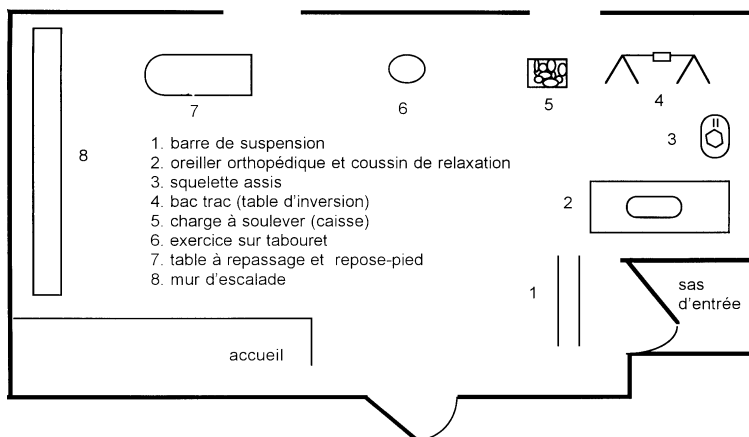 7
6
5
4
3
8
1. barre de suspension
2. oreiller orthopédique et coussin de relaxation
3. squelette assis
4. bac trac (table d'inversion)
5. charge à soulever (caisse)
6. exercice sur tabouret
7. table à repassage et repose-pied
8. mur d'escalade
2
1
sas
d'entrée
accueil